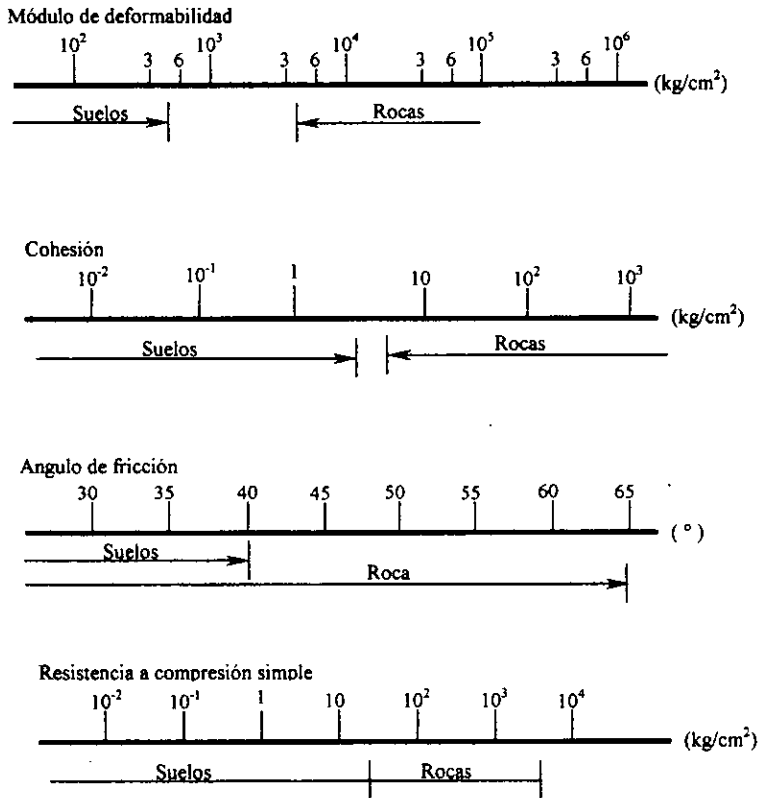 Módulo de deformabilidad
10² 3 6 10³ 3 6 10⁴ 3 6 10⁵ 3 6 10⁶
(kg/cm²)
Suelos Rocas
Cohesión
10⁻² 10⁻¹ 1 10 10² 10³
(kg/cm²)
Suelos Rocas
Angulo de fricción
30 35 40 45 50 55 60 65
(°)
Suelos
Roca
Resistencia a compresión simple
10⁻² 10⁻¹ 1 10 10² 10³ 10⁴
(kg/cm²)
Suelos Rocas